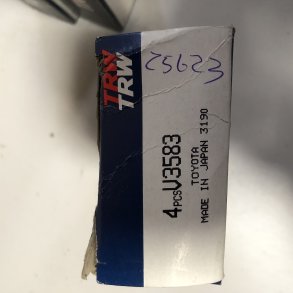 TRW
TRW
25623
4PCS V3583
TOYOTA
MADE IN JAPAN 3190